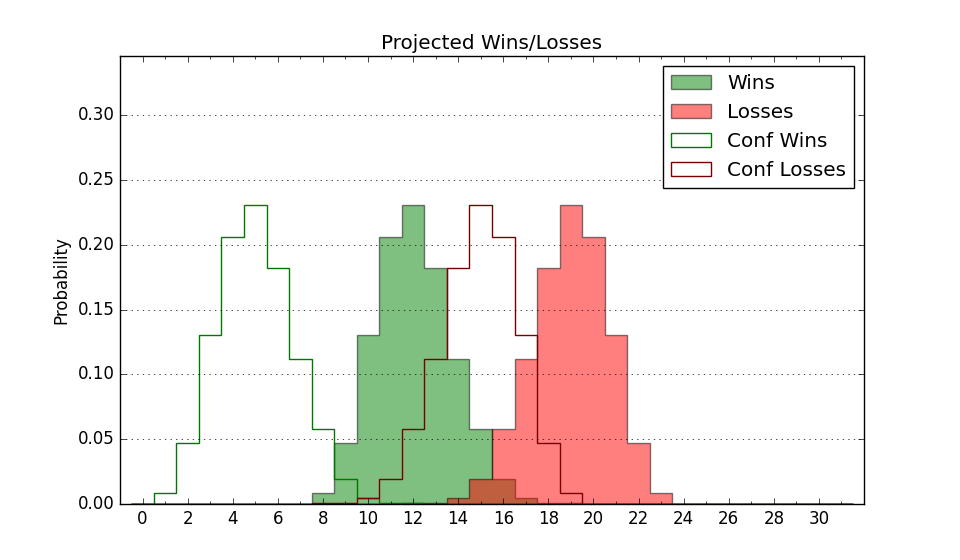 Projected Wins/Losses
Wins
Losses
Conf Wins
Conf Losses
Probability
0.30
0.25
0.20
0.15
0.10
0.05
0.00
0 2 4 6 8 10 12 14 16 18 20 22 24 26 28 30